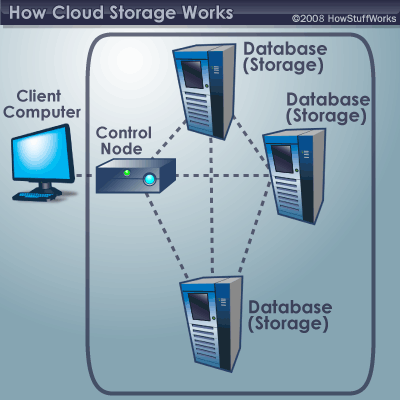 How Cloud Storage Works
©2008 HowStuffWorks
Database
(Storage)
Client
Computer
Database
(Storage)
Control
Node
Database
(Storage)